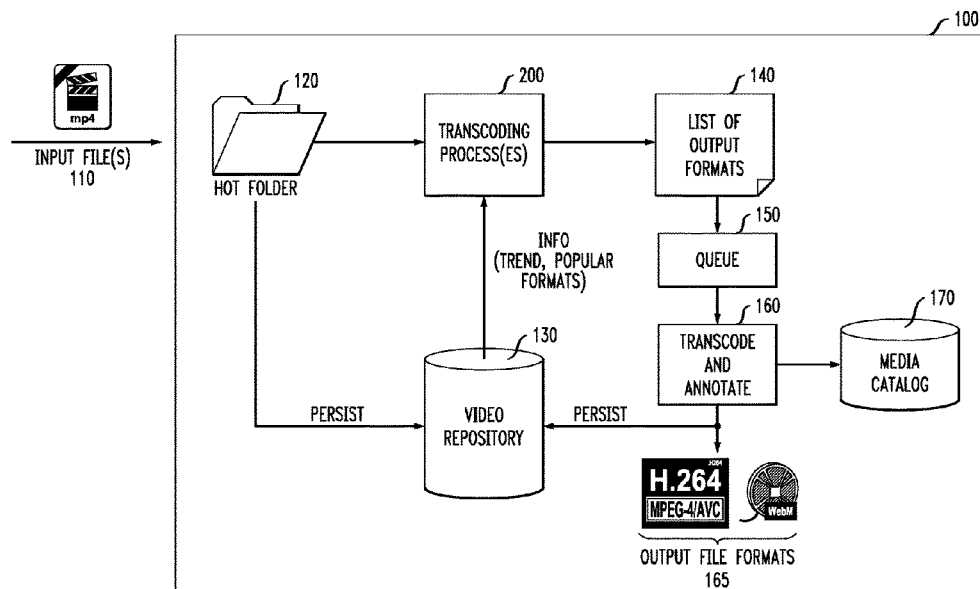 100
mp4
INPUT FILE(S)
110
120
HOT FOLDER
200
TRANSCODING
PROCESS(ES)
140
LIST OF
OUTPUT
FORMATS
INFO
(TREND, POPULAR
FORMATS)
150
QUEUE
160
TRANSCODE
AND
ANNOTATE
170
MEDIA
CATALOG
130
VIDEO
REPOSITORY
PERSIST
PERSIST
.H264
H.264
MPEG-4/AVC
WebM
OUTPUT FILE FORMATS
165